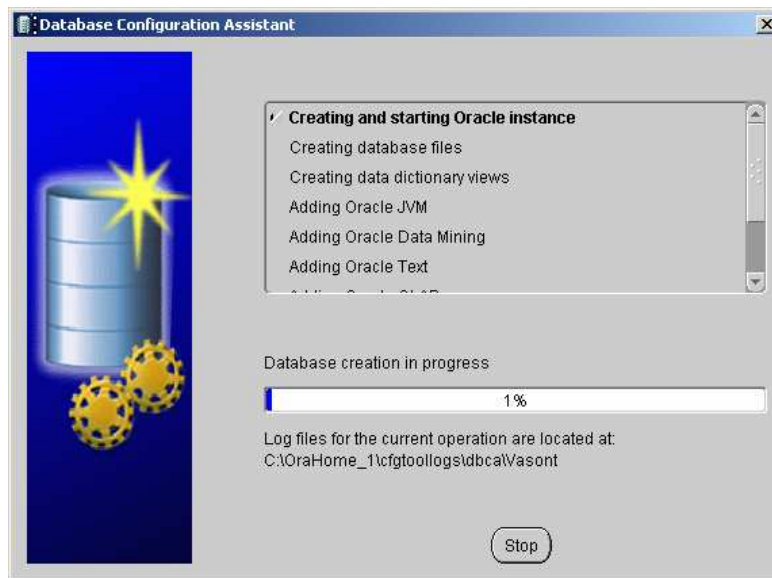 Database Configuration Assistant
Creating and starting Oracle instance
Creating database files
Creating data dictionary views
Adding Oracle JVM
Adding Oracle Data Mining
Adding Oracle Text
Database creation in progress
1%
Log files for the current operation are located at:
C:\OraHome_1\cfgtoollogs\dbca\Vasont
Stop